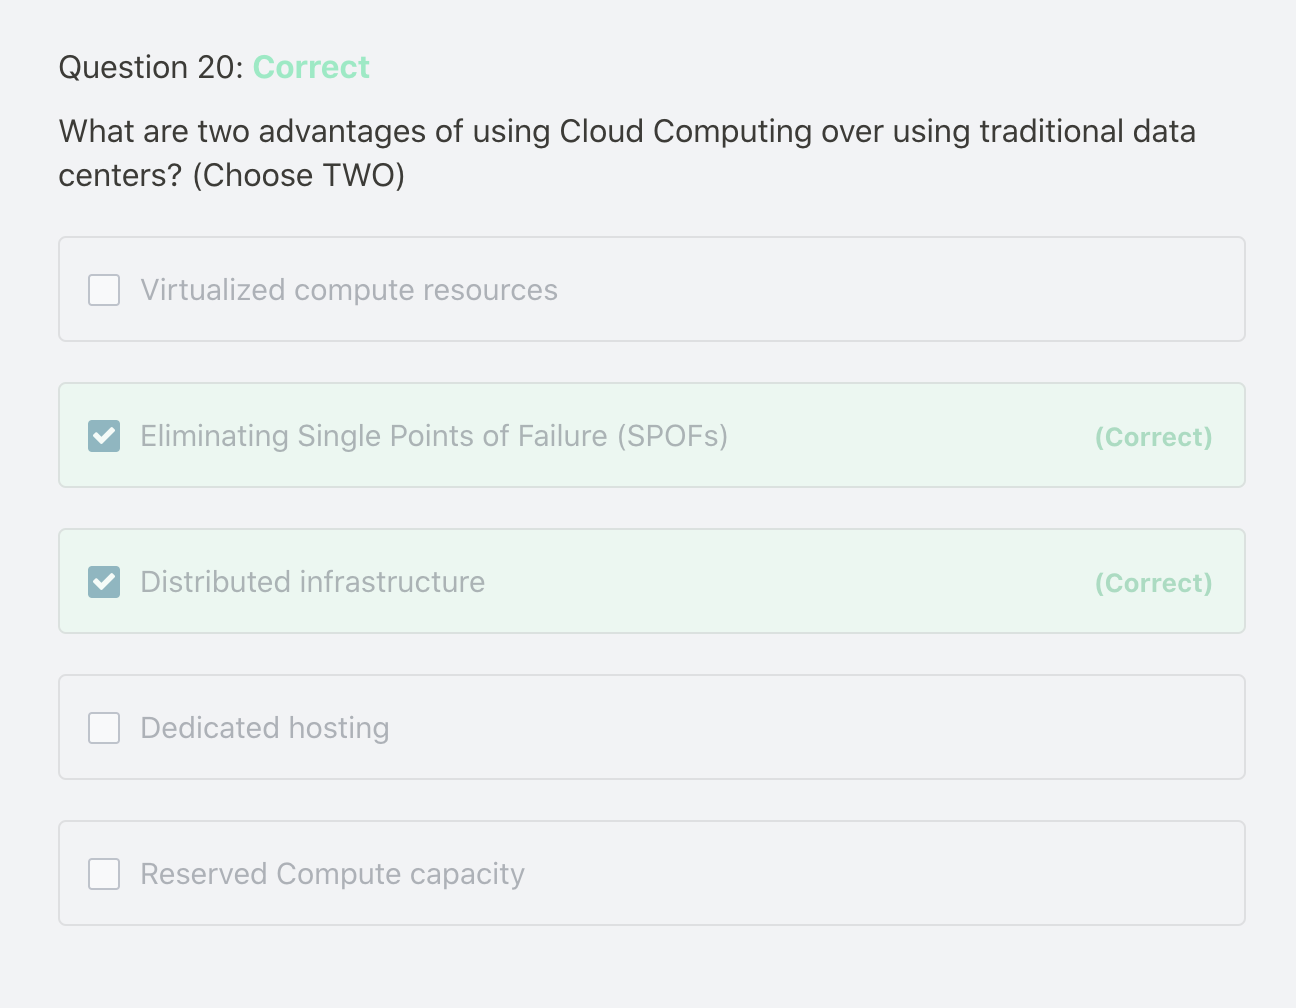 Question 20: Correct
What are two advantages of using Cloud Computing over using traditional data
centers? (Choose TWO)
Virtualized compute resources
Eliminating Single Points of Failure (SPOFs) (Correct)
Distributed infrastructure (Correct)
Dedicated hosting
Reserved Compute capacity